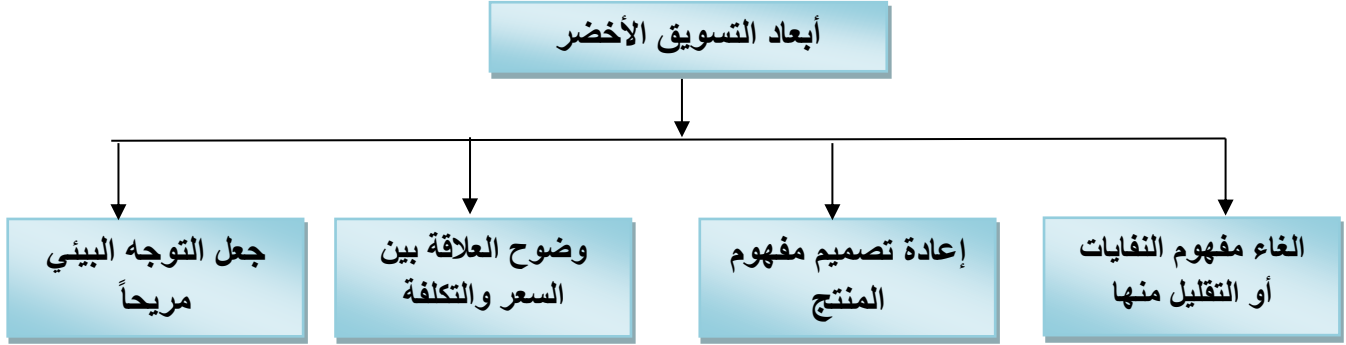 أبعاد التسويق الأخضر
الغاء مفهوم النفايات
أو التقليل منها
إعادة تصميم مفهوم
المنتج
وضوح العلاقة بين
السعر والتكلفة
جعل التوجه البيئي
مريحاً